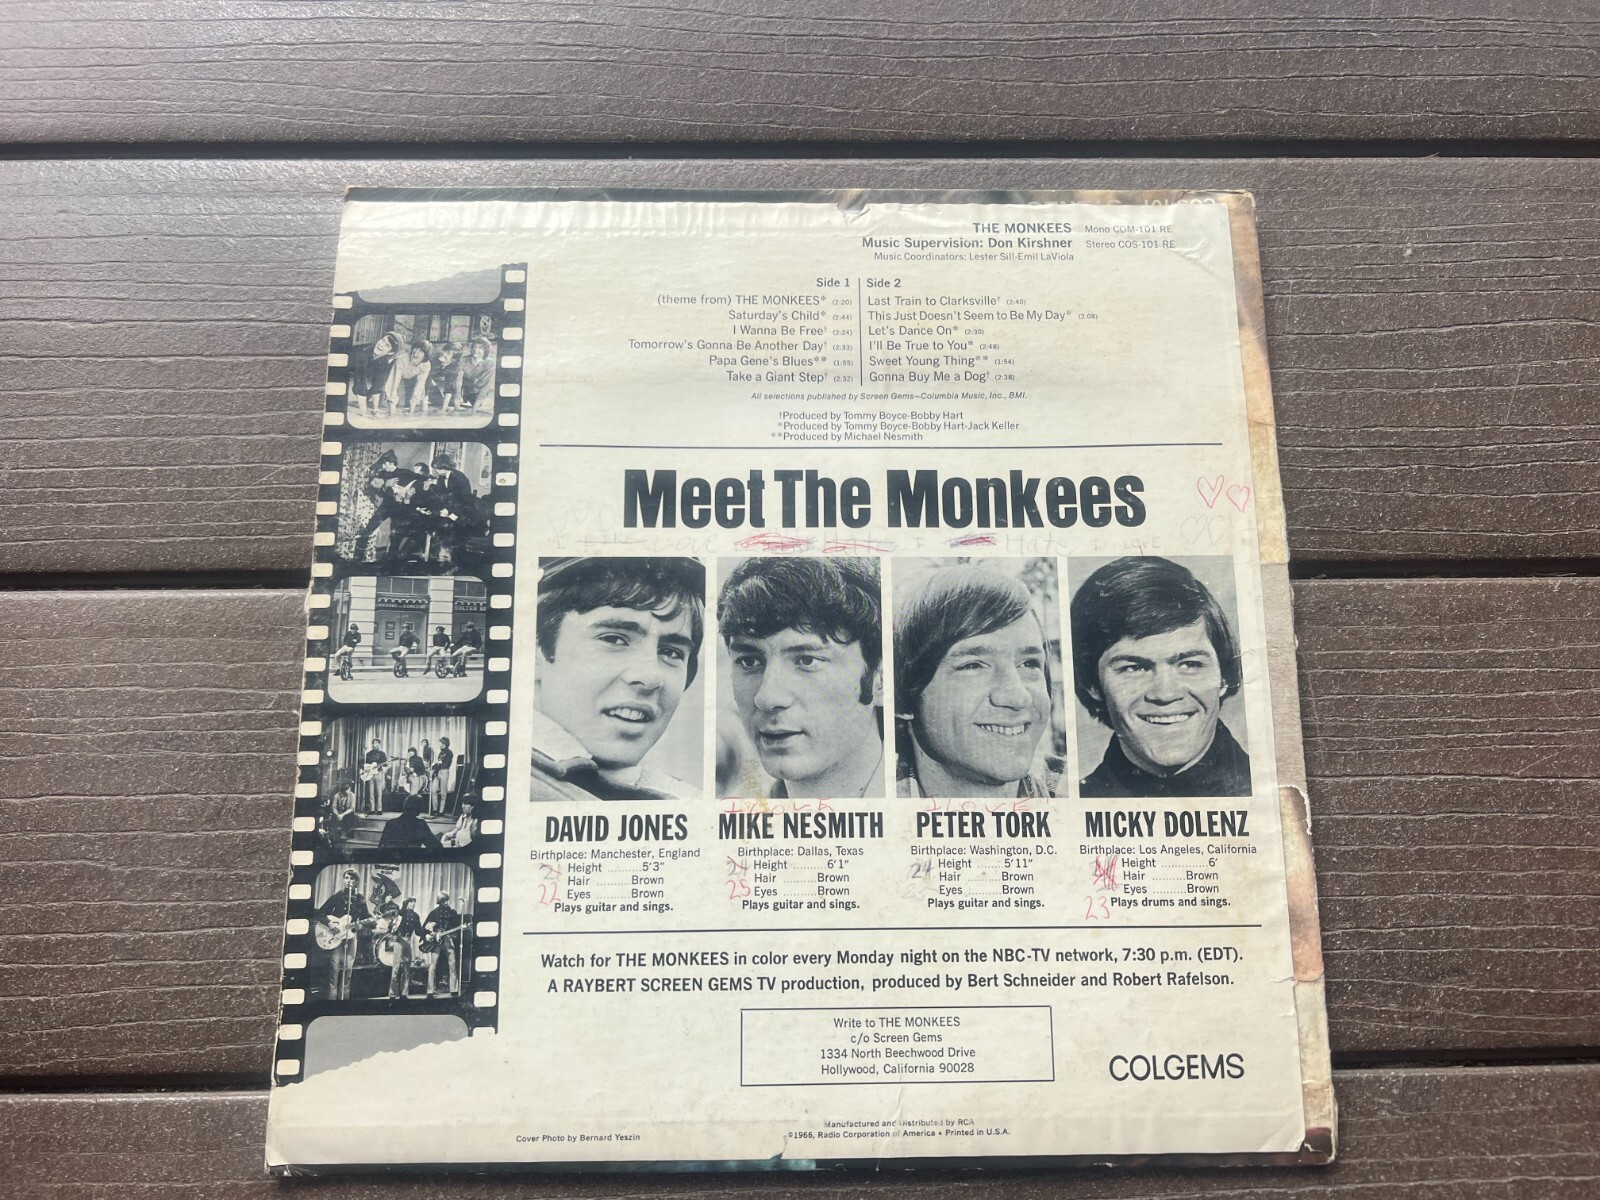 THE MONKEES Mono COM-101 RE
Music Supervision: Don Kirshner Stereo COS-101 RE
Music Coordinators: Lester Sill-Emil LaViola
Side 1 Side 2
(theme from) THE MONKEES* (2:20) Last Train to Clarksville† (2:40)
Saturday's Child* (2:44) This Just Doesn't Seem to Be My Day* (2:08)
I Wanna Be Free† (2:24) Let's Dance On* (2:30)
Tomorrow's Gonna Be Another Day† (2:33) I'll Be True to You* (2:48)
Papa Gene's Blues** (1:55) Sweet Young Thing** (1:54)
Take a Giant Step† (2:32) Gonna Buy Me a Dog† (2:38)
All selections published by Screen Gems—Columbia Music, Inc., BMI.
†Produced by Tommy Boyce-Bobby Hart
*Produced by Tommy Boyce-Bobby Hart-Jack Keller
**Produced by Michael Nesmith
Meet The Monkees
Love Hate I Hate I LOVE
I LOVE I LOVE!
DAVID JONES MIKE NESMITH PETER TORK MICKY DOLENZ
Birthplace: Manchester, England Birthplace: Dallas, Texas Birthplace: Washington, D.C. Birthplace: Los Angeles, California
21 Height ..........5'3" 24 Height ..........6'1" 24 Height ..........5'11" Height ..........6'
Hair ..........Brown Hair ..........Brown Hair ..........Brown Hair ..........Brown
22 Eyes ..........Brown 25 Eyes ..........Brown 25 Eyes ..........Brown Eyes ..........Brown
Plays guitar and sings. Plays guitar and sings. Plays guitar and sings. 23 Plays drums and sings.
Watch for THE MONKEES in color every Monday night on the NBC-TV network, 7:30 p.m. (EDT).
A RAYBERT SCREEN GEMS TV production, produced by Bert Schneider and Robert Rafelson.
Write to THE MONKEES
c/o Screen Gems
1334 North Beechwood Drive
Hollywood, California 90028
COLGEMS
Manufactured and Distributed by RCA
Cover Photo by Bernard Yeszin ©1966, Radio Corporation of America • Printed in U.S.A.